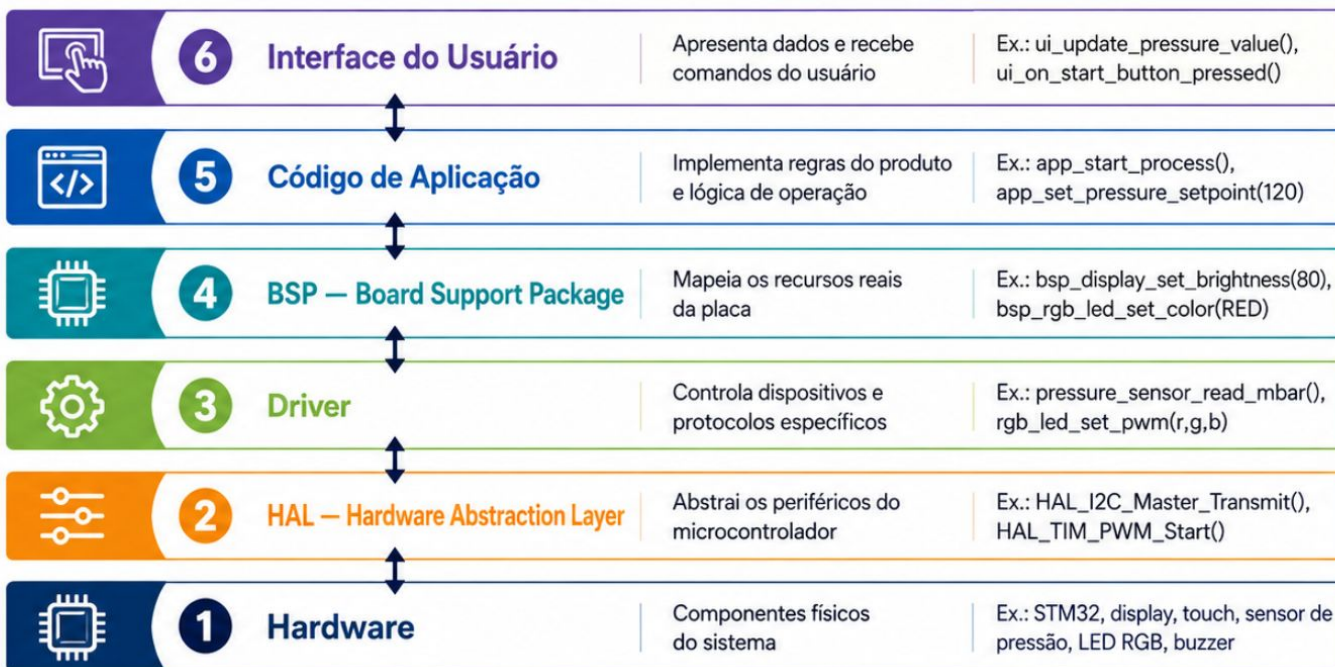 6
Interface do Usuário
Apresenta dados e recebe
comandos do usuário
Ex.: ui_update_pressure_value(),
ui_on_start_button_pressed()
</>
5
Código de Aplicação
Implementa regras do produto
e lógica de operação
Ex.: app_start_process(),
app_set_pressure_setpoint(120)
4
BSP — Board Support Package
Mapeia os recursos reais
da placa
Ex.: bsp_display_set_brightness(80),
bsp_rgb_led_set_color(RED)
3
Driver
Controla dispositivos e
protocolos específicos
Ex.: pressure_sensor_read_mbar(),
rgb_led_set_pwm(r,g,b)
2
HAL — Hardware Abstraction Layer
Abstrai os periféricos do
microcontrolador
Ex.: HAL_I2C_Master_Transmit(),
HAL_TIM_PWM_Start()
1
Hardware
Componentes físicos
do sistema
Ex.: STM32, display, touch, sensor de
pressão, LED RGB, buzzer